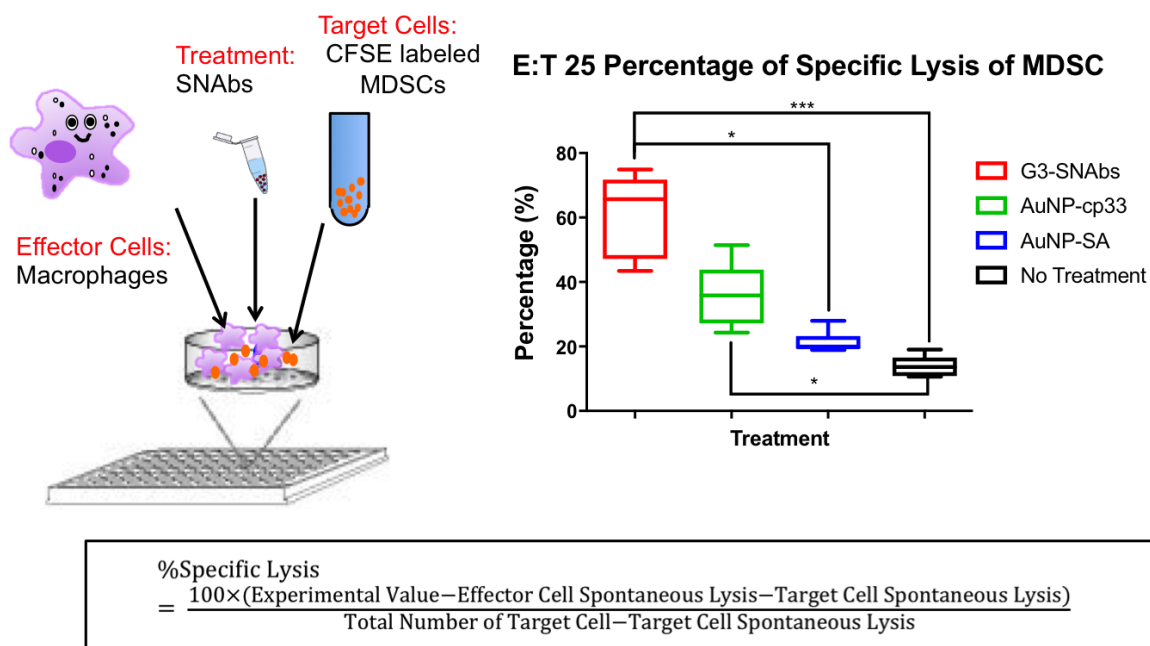 Treatment:
SNAbs
Target Cells:
CFSE labeled
MDSCs
Effector Cells:
Macrophages
E:T 25 Percentage of Specific Lysis of MDSC
***
*
80
60
40
20
0
Percentage (%)
*
Treatment
G3-SNAbs
AuNP-cp33
AuNP-SA
No Treatment
%Specific Lysis
= 100×(Experimental Value−Effector Cell Spontaneous Lysis−Target Cell Spontaneous Lysis)
Total Number of Target Cell−Target Cell Spontaneous Lysis